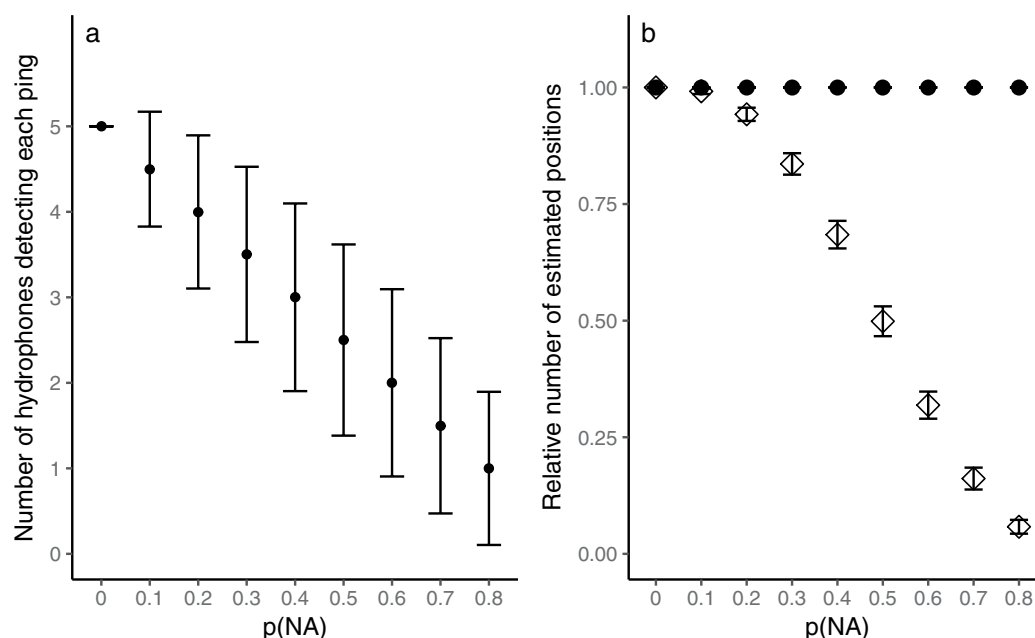 a
Number of hydrophones detecting each ping
5
4
3
2
1
0
0 0.1 0.2 0.3 0.4 0.5 0.6 0.7 0.8
p(NA)
b
Relative number of estimated positions
1.00
0.75
0.50
0.25
0.00
0 0.1 0.2 0.3 0.4 0.5 0.6 0.7 0.8
p(NA)